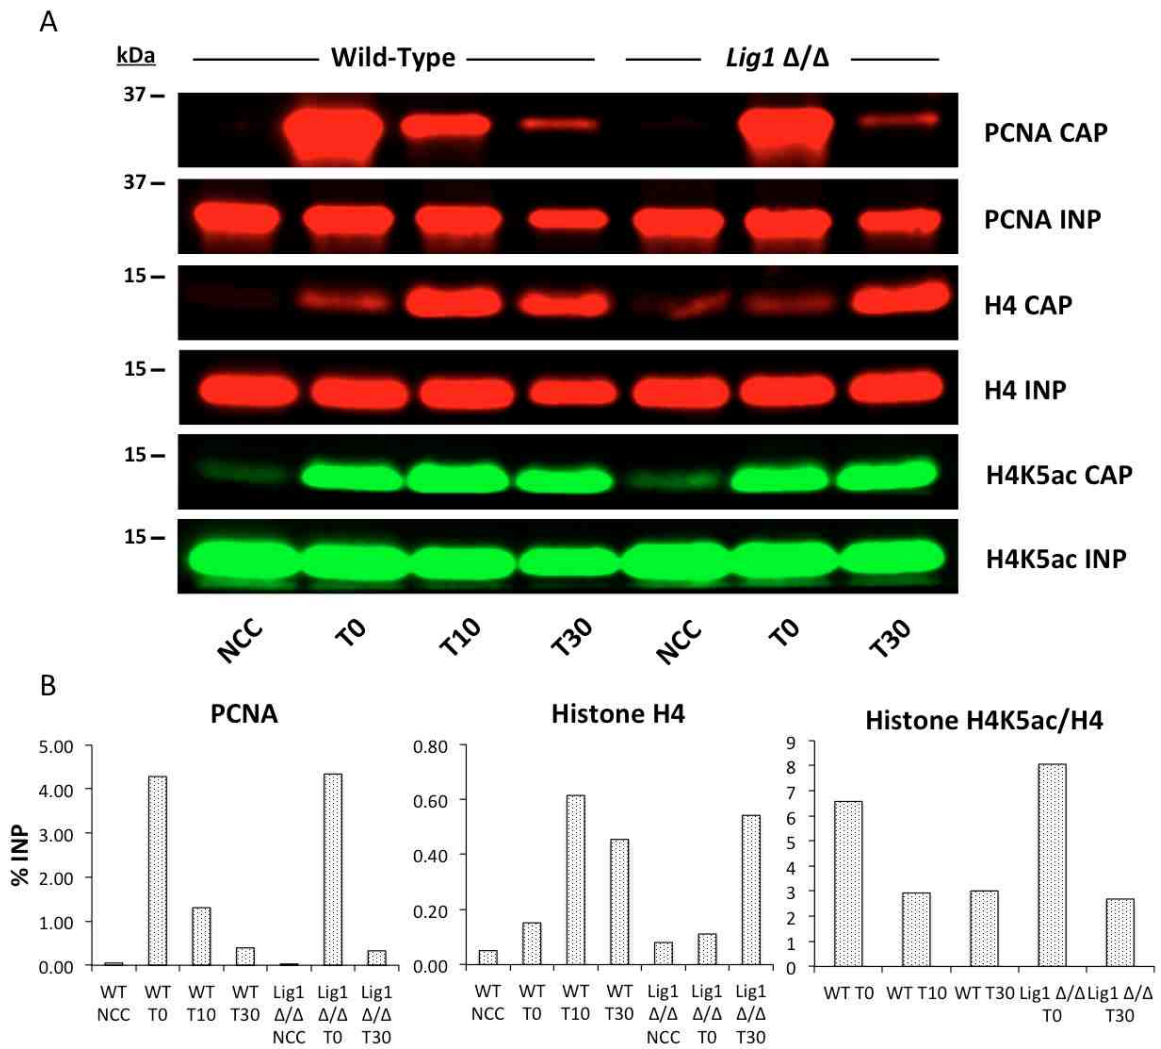 A
kDa Wild-Type Lig1 Δ/Δ
37
PCNA CAP
37
PCNA INP
15
H4 CAP
15
H4 INP
15
H4K5ac CAP
15
H4K5ac INP
NCC T0 T10 T30 NCC T0 T30
B
PCNA
% INP
5.00
4.00
3.00
2.00
1.00
0.00
WT WT WT WT Lig1 Lig1 Lig1
NCC T0 T10 T30 Δ/Δ Δ/Δ Δ/Δ
NCC T0 T30
Histone H4
0.80
0.60
0.40
0.20
0.00
WT WT WT WT Lig1 Lig1 Lig1
NCC T0 T10 T30 Δ/Δ Δ/Δ Δ/Δ
NCC T0 T30
Histone H4K5ac/H4
9
8
7
6
5
4
3
2
1
0
WT T0 WT T10 WT T30 Lig1 Δ/Δ Lig1 Δ/Δ
T0 T30